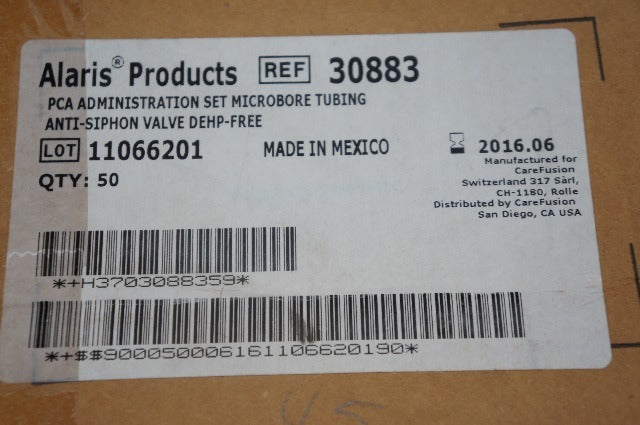 Alaris® Products REF 30883
PCA ADMINISTRATION SET MICROBORE TUBING
ANTI-SIPHON VALVE DEHP-FREE
LOT 11066201 MADE IN MEXICO 2016.06
QTY: 50
Manufactured for
CareFusion
Switzerland 317 Sàrl,
CH-1180, Rolle
Distributed by CareFusion
San Diego, CA USA
*+H3703088359*
*+$$900050006161106620190*